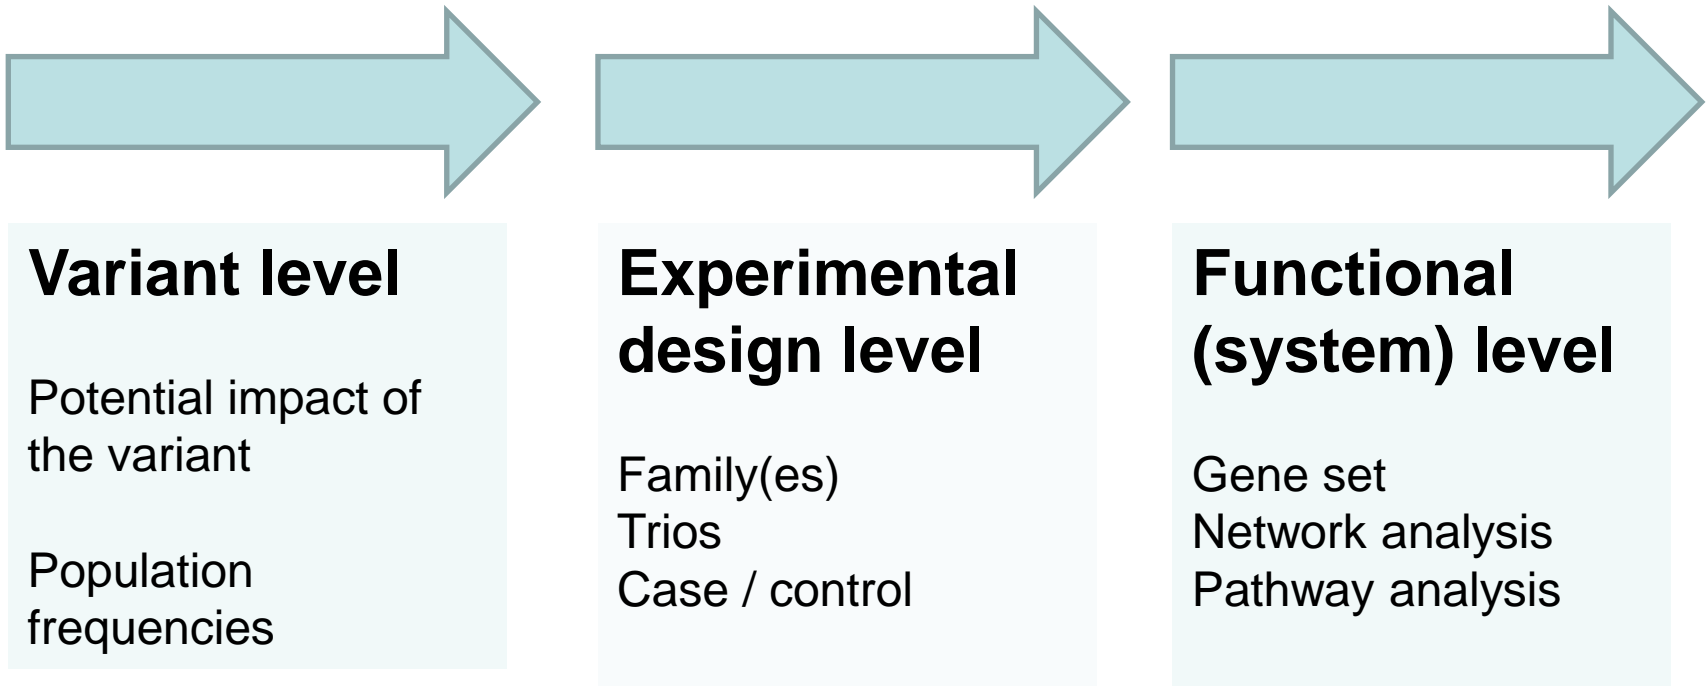 Variant level
Potential impact of
the variant
Population
frequencies
Experimental
design level
Family(es)
Trios
Case / control
Functional
(system) level
Gene set
Network analysis
Pathway analysis